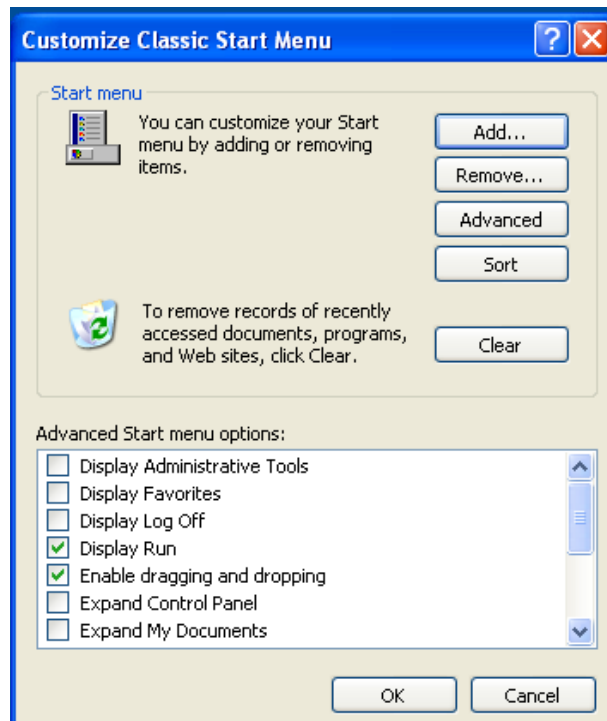 Customize Classic Start Menu
Start menu
You can customize your Start
menu by adding or removing
items.
Add...
Remove...
Advanced
Sort
To remove records of recently
accessed documents, programs,
and Web sites, click Clear.
Clear
Advanced Start menu options:
Display Administrative Tools
Display Favorites
Display Log Off
Display Run
Enable dragging and dropping
Expand Control Panel
Expand My Documents
OK
Cancel